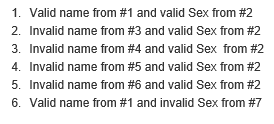 1. Valid name from #1 and valid Sex from #2
2. Invalid name from #3 and valid Sex from #2
3. Invalid name from #4 and valid Sex from #2
4. Invalid name from #5 and valid Sex from #2
5. Invalid name from #6 and valid Sex from #2
6. Valid name from #1 and invalid Sex from #7